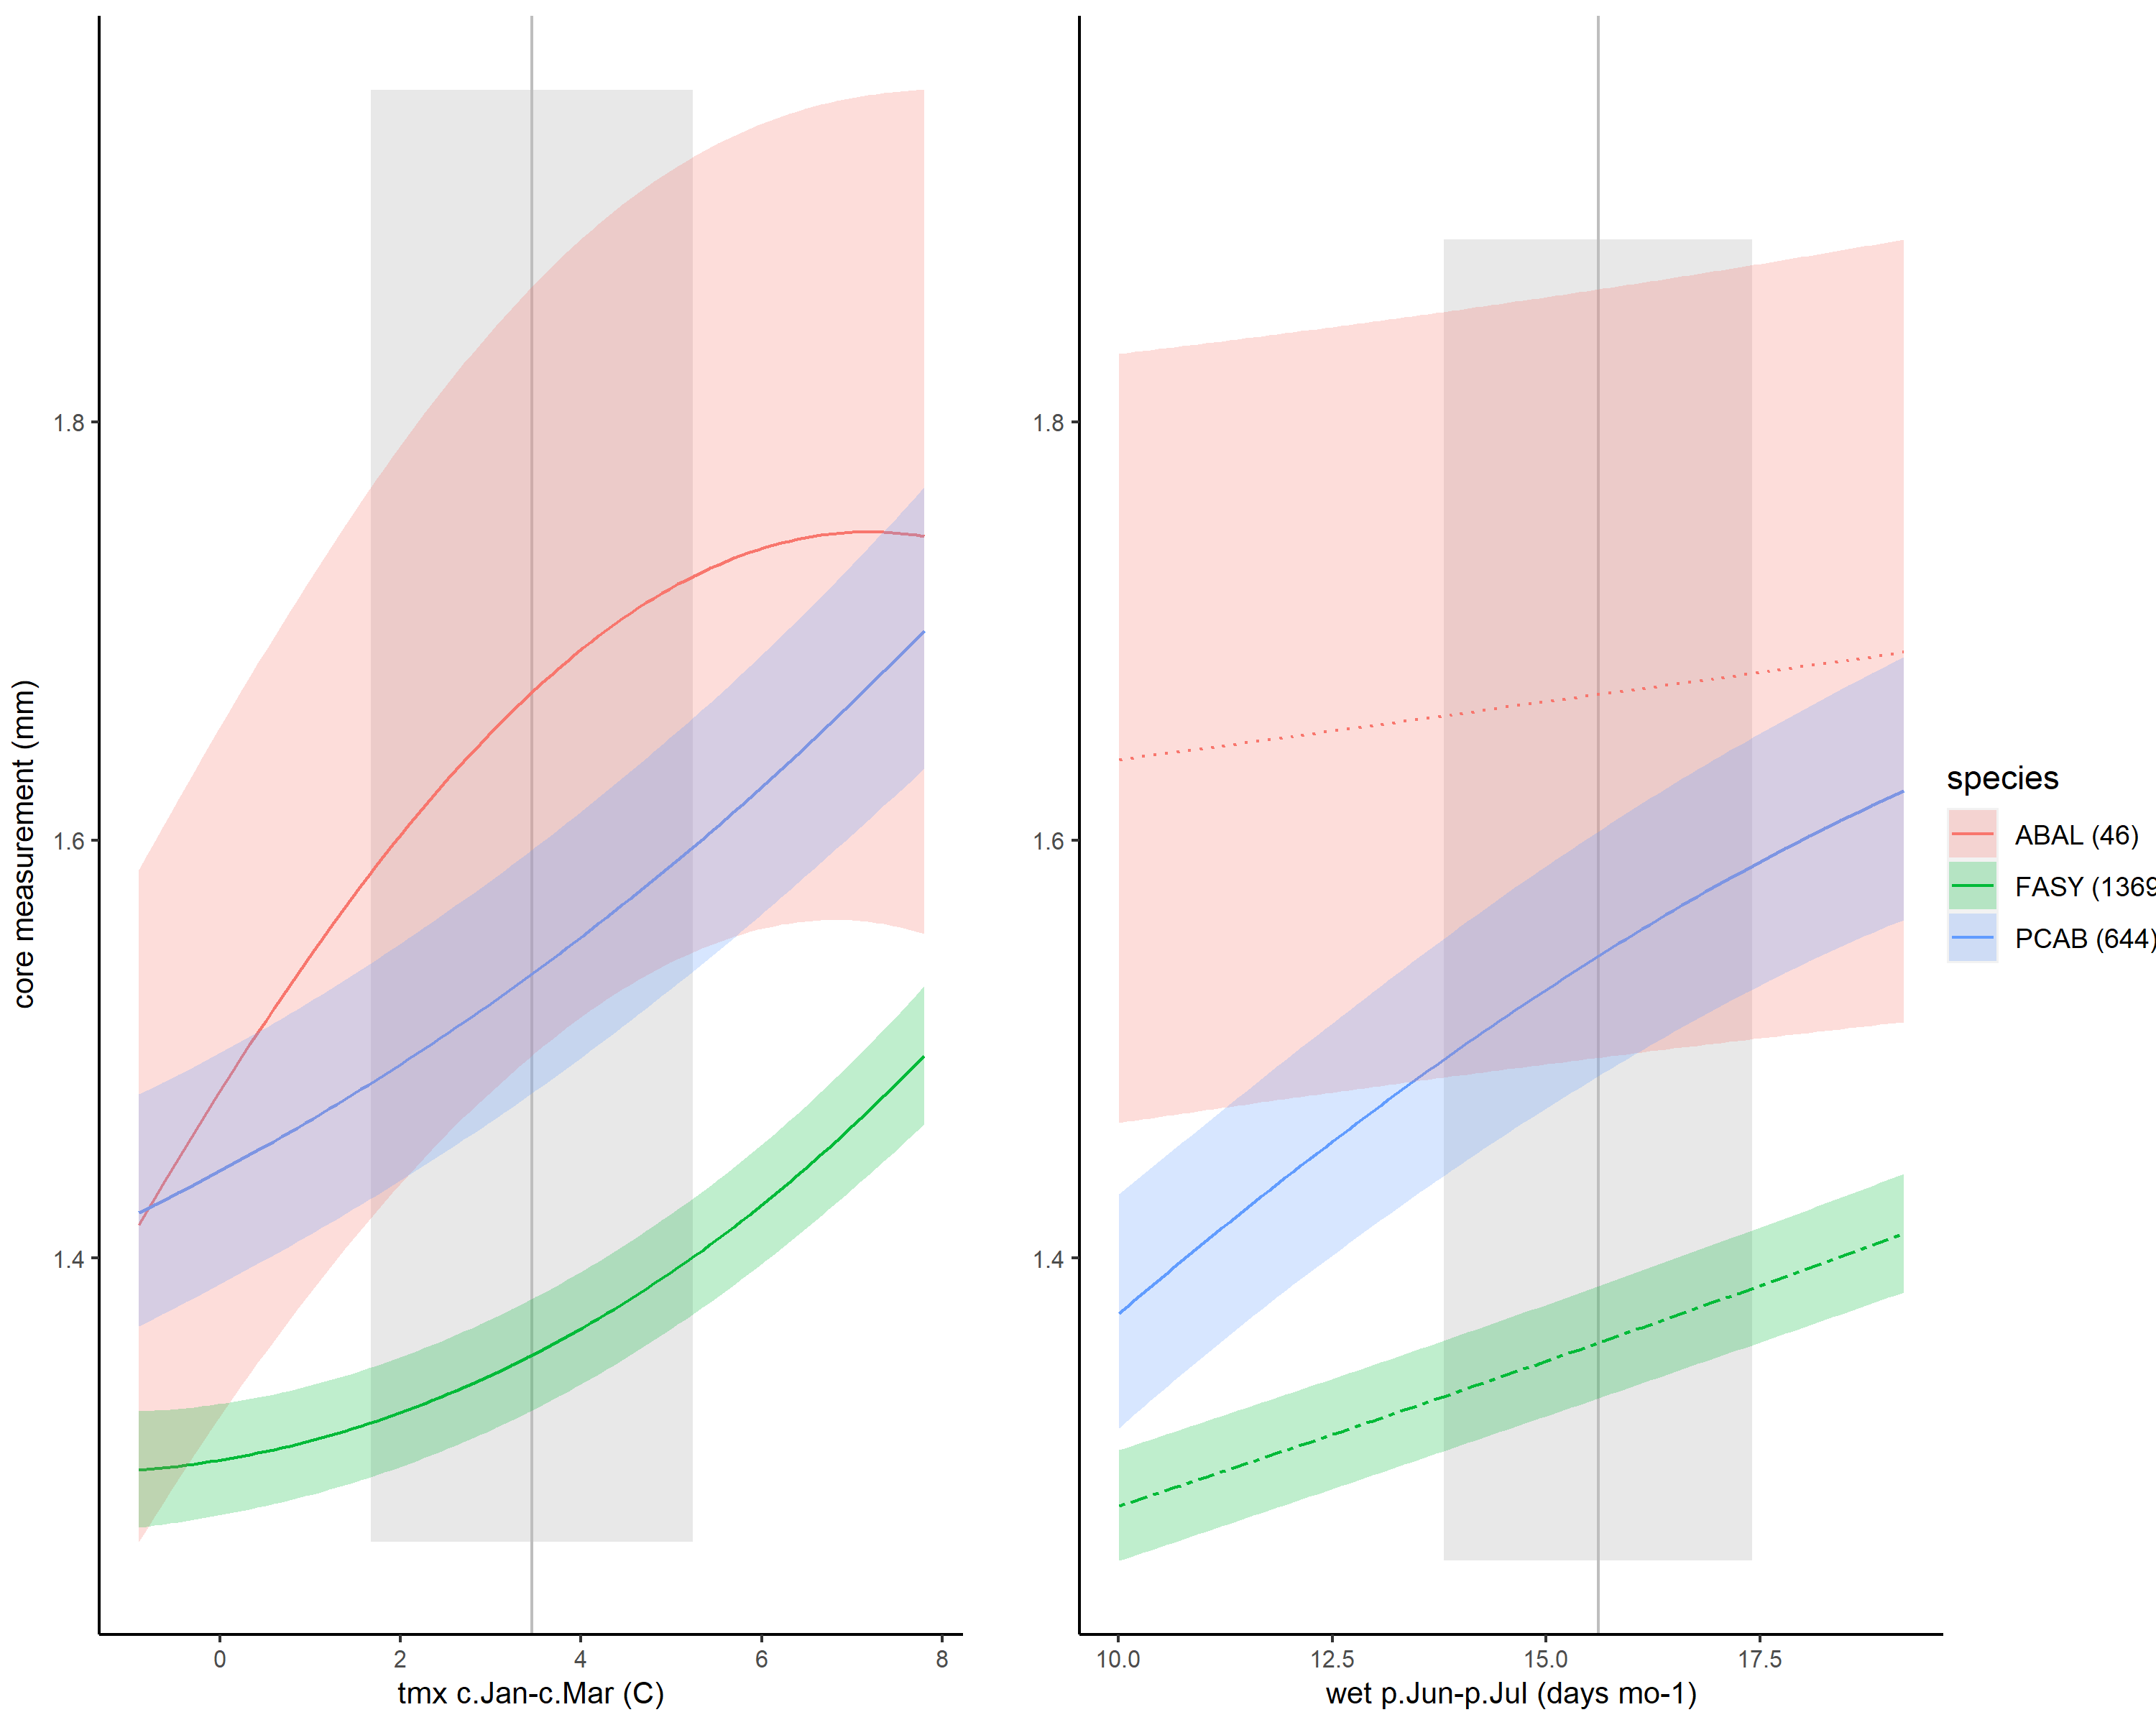 core measurement (mm)
1.8
1.6
1.4
0 2 4 6 8
tmx c.Jan-c.Mar (C)
1.8
1.6
1.4
10.0 12.5 15.0 17.5
wet p.Jun-p.Jul (days mo-1)
species
ABAL (46)
FASY (1369
PCAB (644)